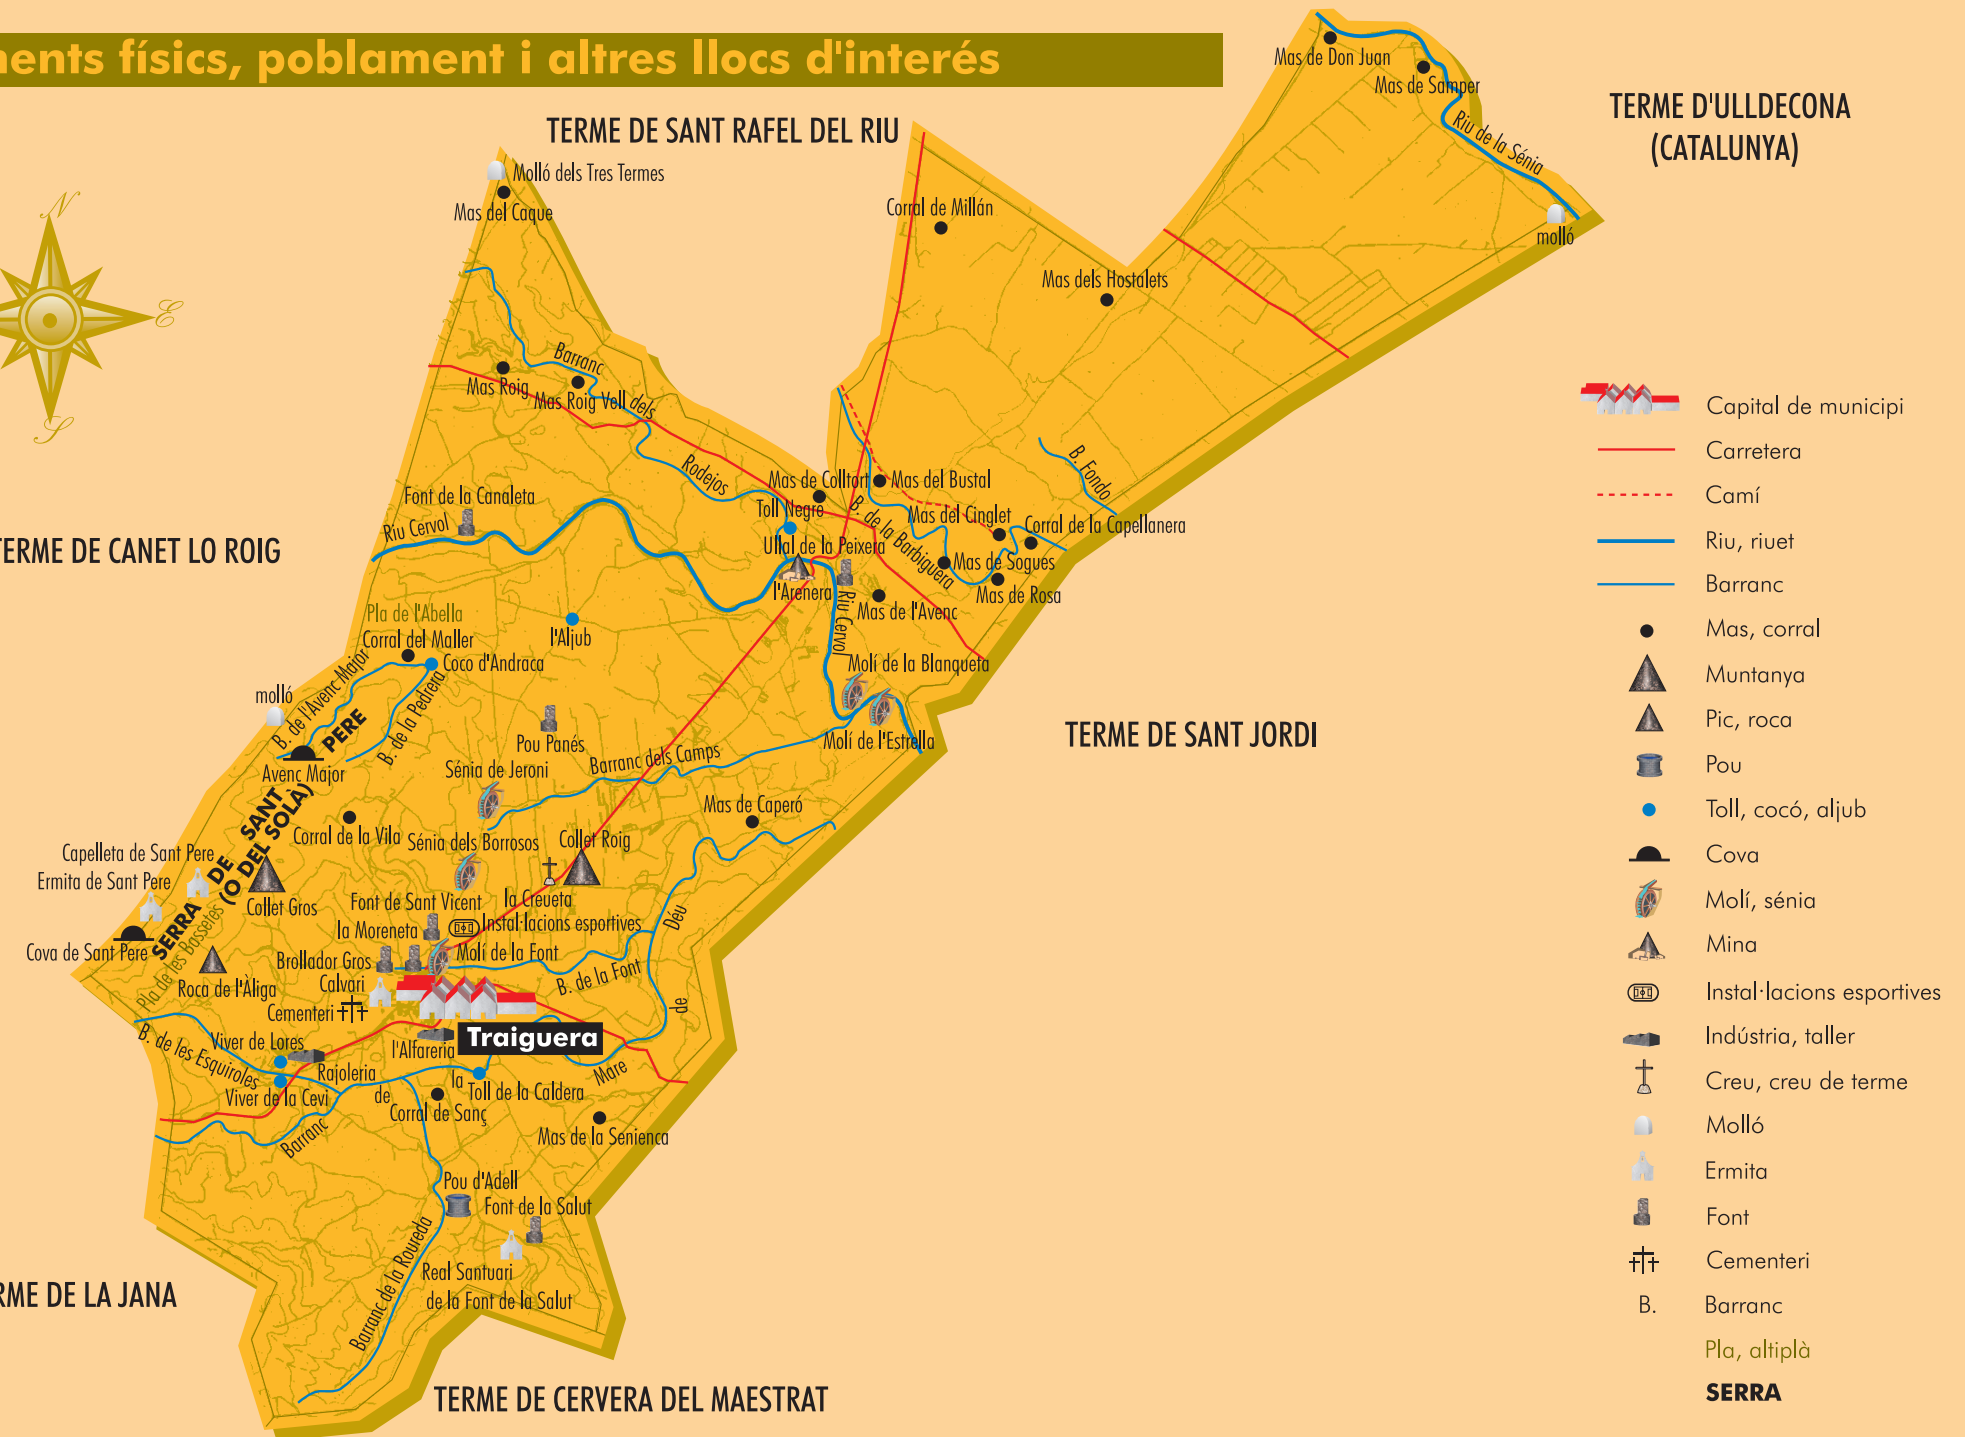 ments físics, poblament i altres llocs d'interés
TERME DE SANT RAFEL DEL RIU
TERME D'ULLDECONA
(CATALUNYA)
TERME DE CANET LO ROIG
TERME DE SANT JORDI
TERME DE LA JANA
TERME DE CERVERA DEL MAESTRAT
N
E
S
Mas de Don Juan
Mas de Samper
Riu de la Sénia
molló
Molló dels Tres Termes
Mas del Caque
Corral de Millán
Mas dels Hostalets
Barranc
dels
Rodejos
Mas Roig
Mas Roig Vell
Font de la Canaleta
Riu Cervol
Mas de Colltort
Mas del Bustal
Toll Negre
B. Fondo
Mas del Cinglet
Corral de la Capellanera
B. de la Barbiguera
Ullal de la Peixera
Mas de Sogues
l'Arenera
Mas de Rosa
Mas de l'Avenc
Riu Cervol
Pla de l'Abella
Corral del Maller
l'Aljub
Coco d'Andraca
Molí de la Blanqueta
molló
B. de l'Avenc Major
B. de la Pedrera
Pou Panés
Molí de l'Estrella
Avenc Major
Sénia de Jeroni
Barranc dels Camps
SERRA DE SANT PERE
(O DEL SOLÀ)
Mas de Caperó
Corral de la Vila
Sénia dels Borrosos
Collet Roig
Capelleta de Sant Pere
Ermita de Sant Pere
Collet Gros
Font de Sant Vicent
la Creueta
la Moreneta
Instal·lacions esportives
Cova de Sant Pere
Pla de les Bassetes
Brollador Gros
Molí de la Font
Roca de l'Àliga
Calvari
B. de la Font
Cementeri
Traiguera
B. de les Esquiroles
Viver de Lores
l'Alfareria
Rajoleria
Viver de la Cevi
Toll de la Caldera
Corral de Sanç
Barranc
de
la
Mare
de
Déu
Mas de la Senienca
Pou d'Adell
Font de la Salut
Barranc de la Roureda
Real Santuari
de la Font de la Salut
Capital de municipi
Carretera
Camí
Riu, riuet
Barranc
Mas, corral
Muntanya
Pic, roca
Pou
Toll, cocó, aljub
Cova
Molí, sénia
Mina
Instal·lacions esportives
Indústria, taller
Creu, creu de terme
Molló
Ermita
Font
Cementeri
B. Barranc
Pla, altiplà
SERRA